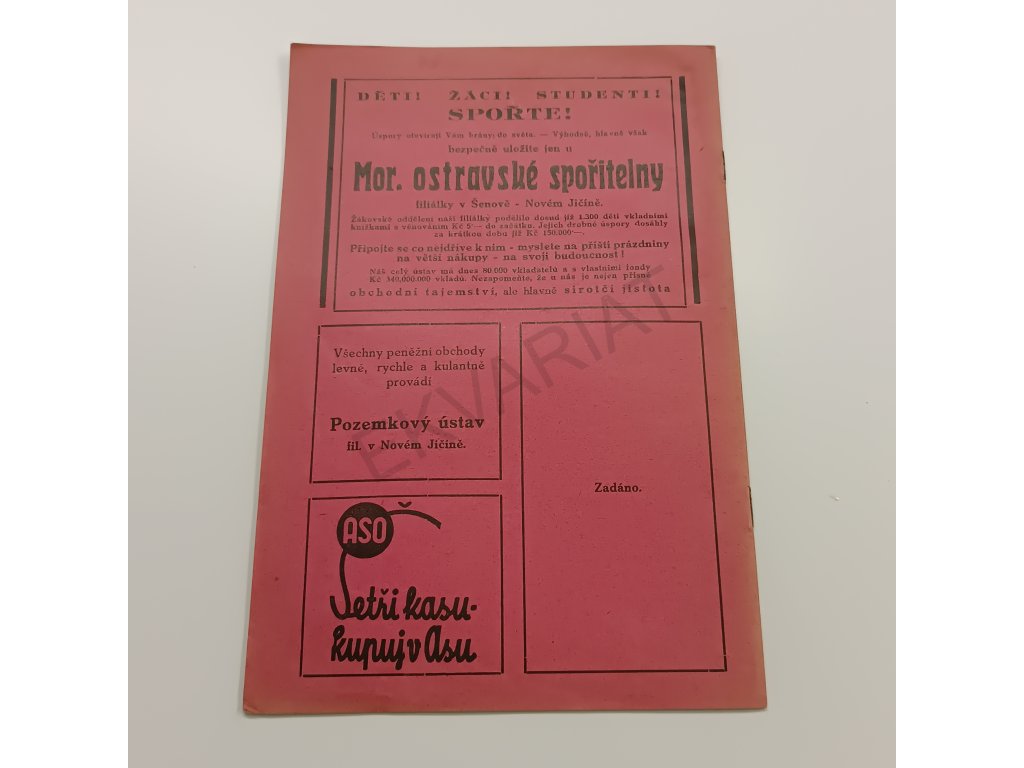 DĚTI! ŽÁCI! STUDENTI!
SPOŘTE!
Úspory otevírají Vám brány do světa. — Výhodně, hlavně však
bezpečně uložíte jen u
Mor. ostravské spořitelny
filiálky v Šenově - Novém Jičíně.
Žákovské oddělení naší filiálky podělilo dosud již 1.300 dětí vkladními
knížkami s věnováním Kč 5'— do začátku. Jejich drobné úspory dosáhly
za krátkou dobu již Kč 150.000'—.
Připojte se co nejdříve k nim - myslete na příští prázdniny
na větší nákupy - na svoji budoucnost!
Náš celý ústav má dnes 80.000 vkladatelů a s vlastními fondy
Kč 340,000.000 vkladů. Nezapomeňte, že u nás je nejen přísné
obchodní tajemství, ale hlavně sirotčí jistota
Všechny peněžní obchody
levně, rychle a kulantně
provádí
Pozemkový ústav
fil. v Novém Jičíně.
Zadáno.
ASO
Šetři kasu-
kupuj v Asu
EKVARIAT